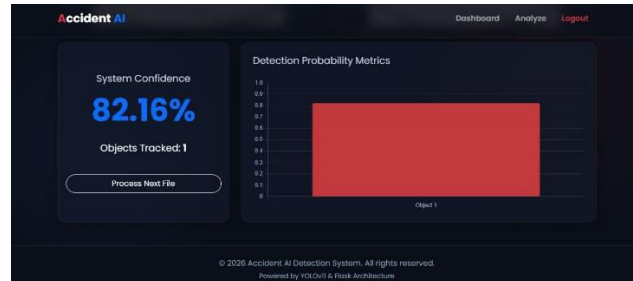 Accident AI
Dashboard Analyze Logout
System Confidence
82.16%
Objects Tracked: 1
Process Next File
Detection Probability Metrics
1.0
0.9
0.8
0.7
0.6
0.5
0.4
0.3
0.2
0.1
0
Object 1
© 2026 Accident AI Detection System. All rights reserved.
Powered by YOLOv11 & Flask Architecture